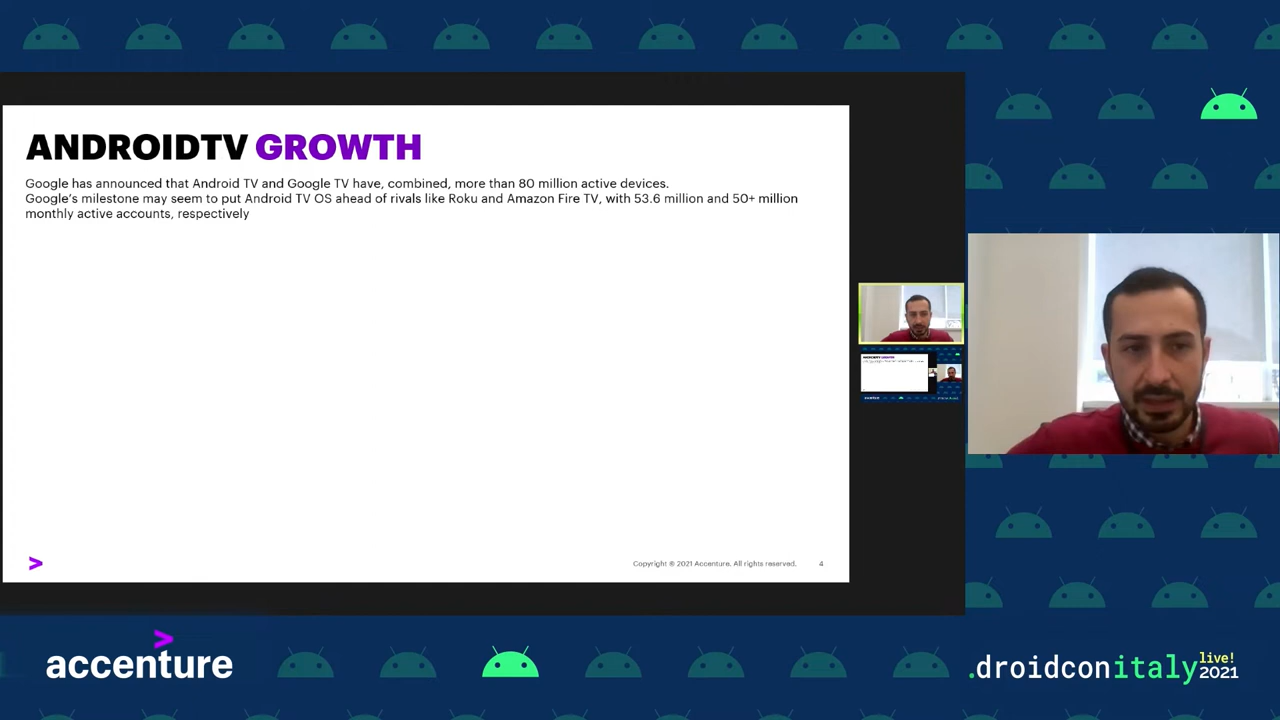 ANDROIDTV GROWTH
Google has announced that Android TV and Google TV have, combined, more than 80 million active devices.
Google's milestone may seem to put Android TV OS ahead of rivals like Roku and Amazon Fire TV, with 53.6 million and 50+ million
monthly active accounts, respectively
Copyright © 2021 Accenture. All rights reserved. 4
accenture
.droidconitaly live! 2021